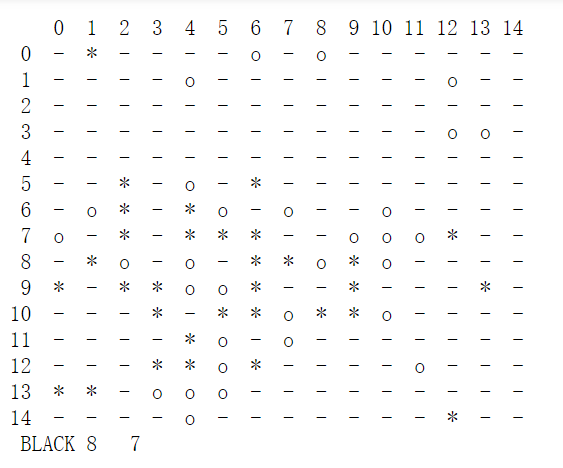 0 1 2 3 4 5 6 7 8 9 10 11 12 13 14
0 - * - - - - o - o - - - - - -
1 - - - - o - - - - - - - o - -
2 - - - - - - - - - - - - - - -
3 - - - - - - - - - - - - o o -
4 - - - - - - - - - - - - - - -
5 - - * - o - * - - - - - - - -
6 - o * - * o - o - - o - - - -
7 o - * - * * * - - o o o * - -
8 - * o - o - * * o * o - - - -
9 * - * * o o * - - * - - - * -
10 - - - * - * * o * * o - - - -
11 - - - - * o - o - - - - - - -
12 - - - * * o * - - - - o - - -
13 * * - o o o - - - - - - - - -
14 - - - - o - - - - - - - * - -
BLACK 8 7